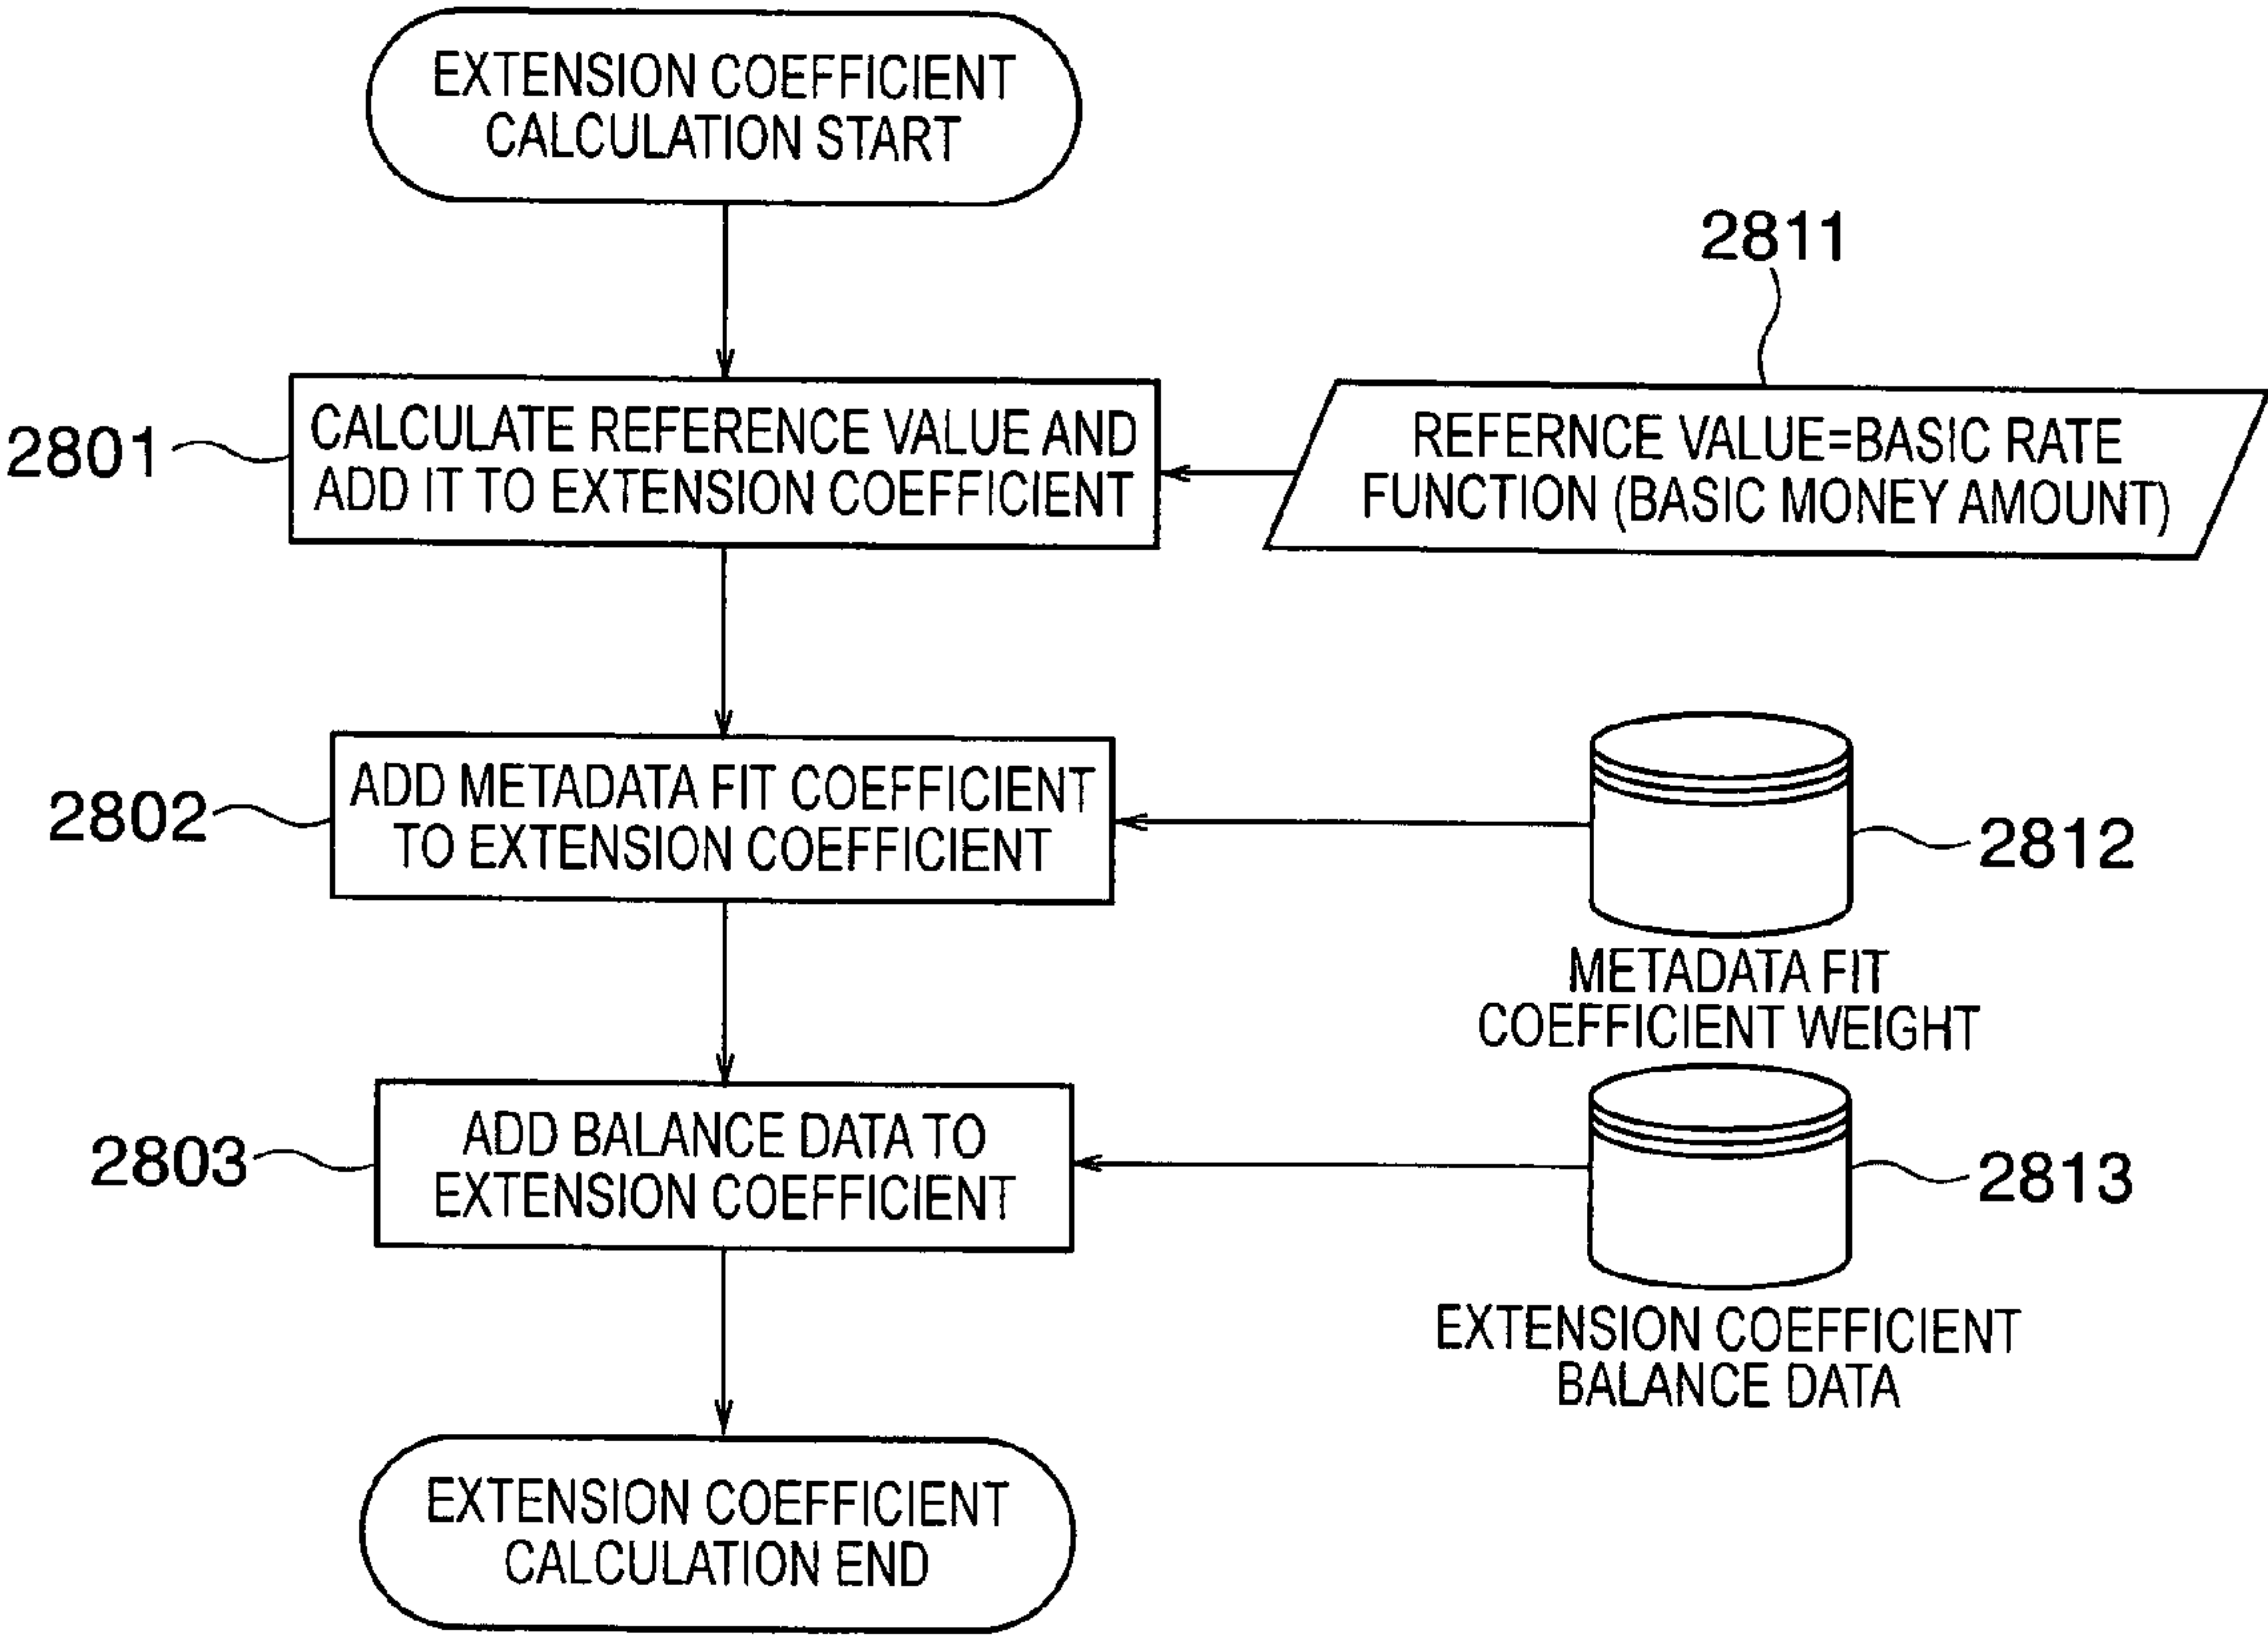 EXTENSION COEFFICIENT
CALCULATION START
2811
2801
CALCULATE REFERENCE VALUE AND
ADD IT TO EXTENSION COEFFICIENT
REFERNCE VALUE=BASIC RATE
FUNCTION (BASIC MONEY AMOUNT)
2802
ADD METADATA FIT COEFFICIENT
TO EXTENSION COEFFICIENT
2812
METADATA FIT
COEFFICIENT WEIGHT
2803
ADD BALANCE DATA TO
EXTENSION COEFFICIENT
2813
EXTENSION COEFFICIENT
BALANCE DATA
EXTENSION COEFFICIENT
CALCULATION END